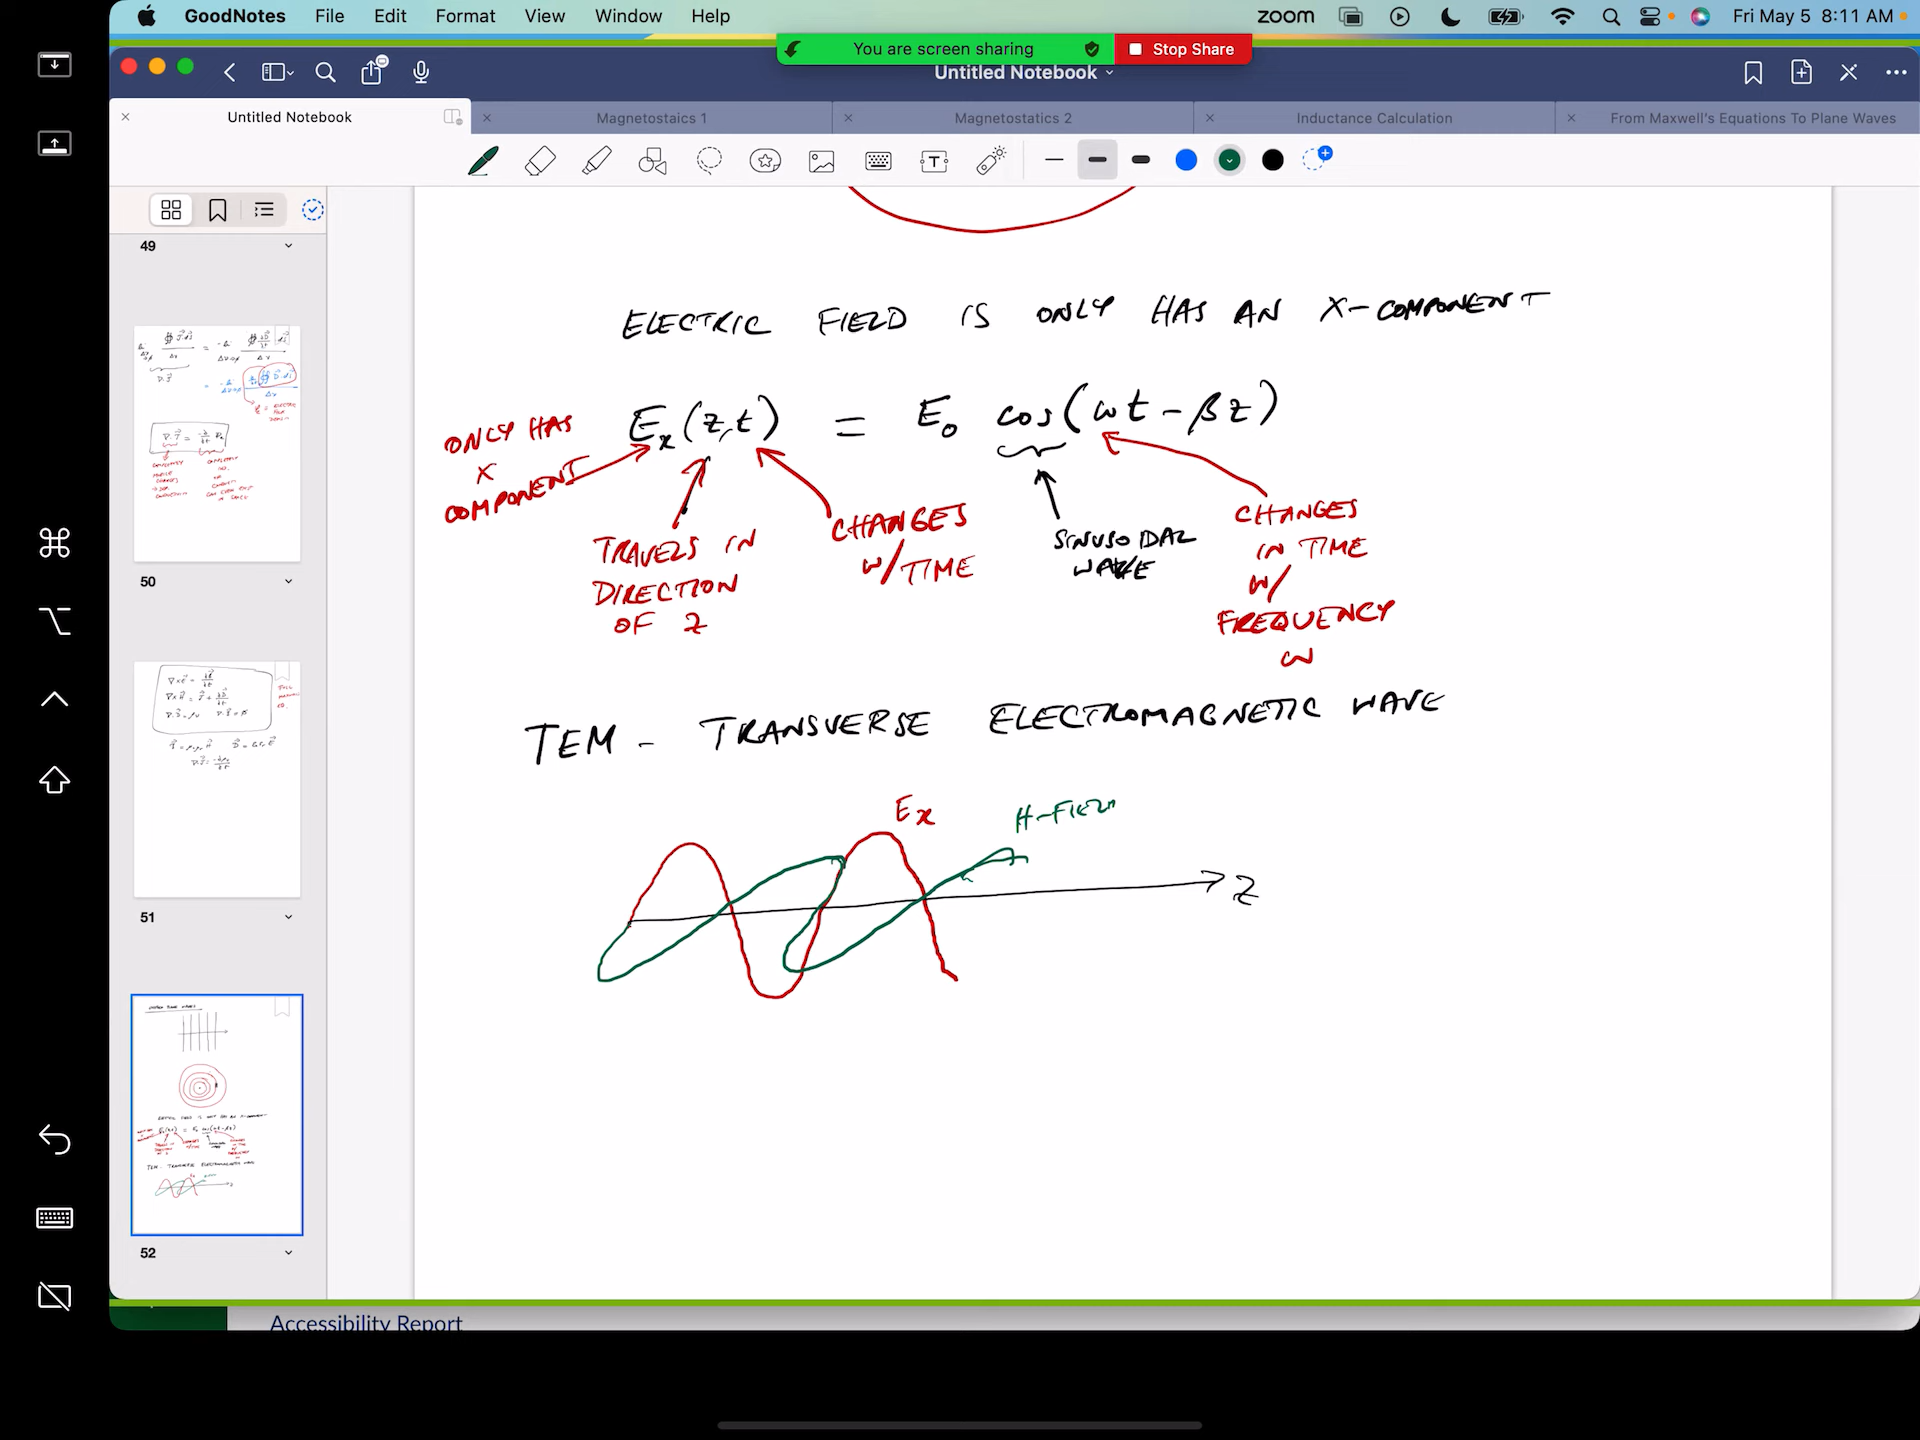 GoodNotes File Edit Format View Window Help zoom Fri May 5 8:11 AM
You are screen sharing Stop Share
Untitled Notebook
Untitled Notebook Magnetostaics 1 Magnetostatics 2 Inductance Calculation From Maxwell's Equations To Plane Waves
49
50
51
52
ELECTRIC FIELD IS ONLY HAS AN X-COMPONENT
Ex(z,t) = E0 cos(ωt - βz)
ONLY HAS
X
COMPONENT
TRAVELS IN
DIRECTION
OF Z
CHANGES
W/TIME
SINUSODAL
WAVE
CHANGES
IN TIME
W/
FREQUENCY
ω
TEM - TRANSVERSE ELECTROMAGNETIC WAVE
Ex
H-FIELD
Z
Accessibility Report